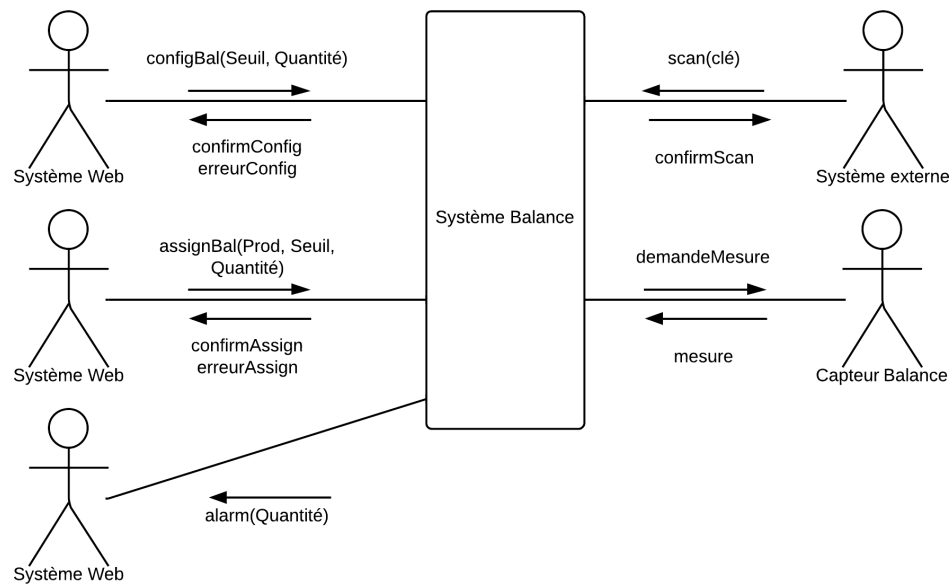 configBal(Seuil, Quantité)
confirmConfig
erreurConfig
Système Web
assignBal(Prod, Seuil,
Quantité)
confirmAssign
erreurAssign
Système Web
alarm(Quantité)
Système Web
Système Balance
scan(clé)
confirmScan
Système externe
demandeMesure
mesure
Capteur Balance